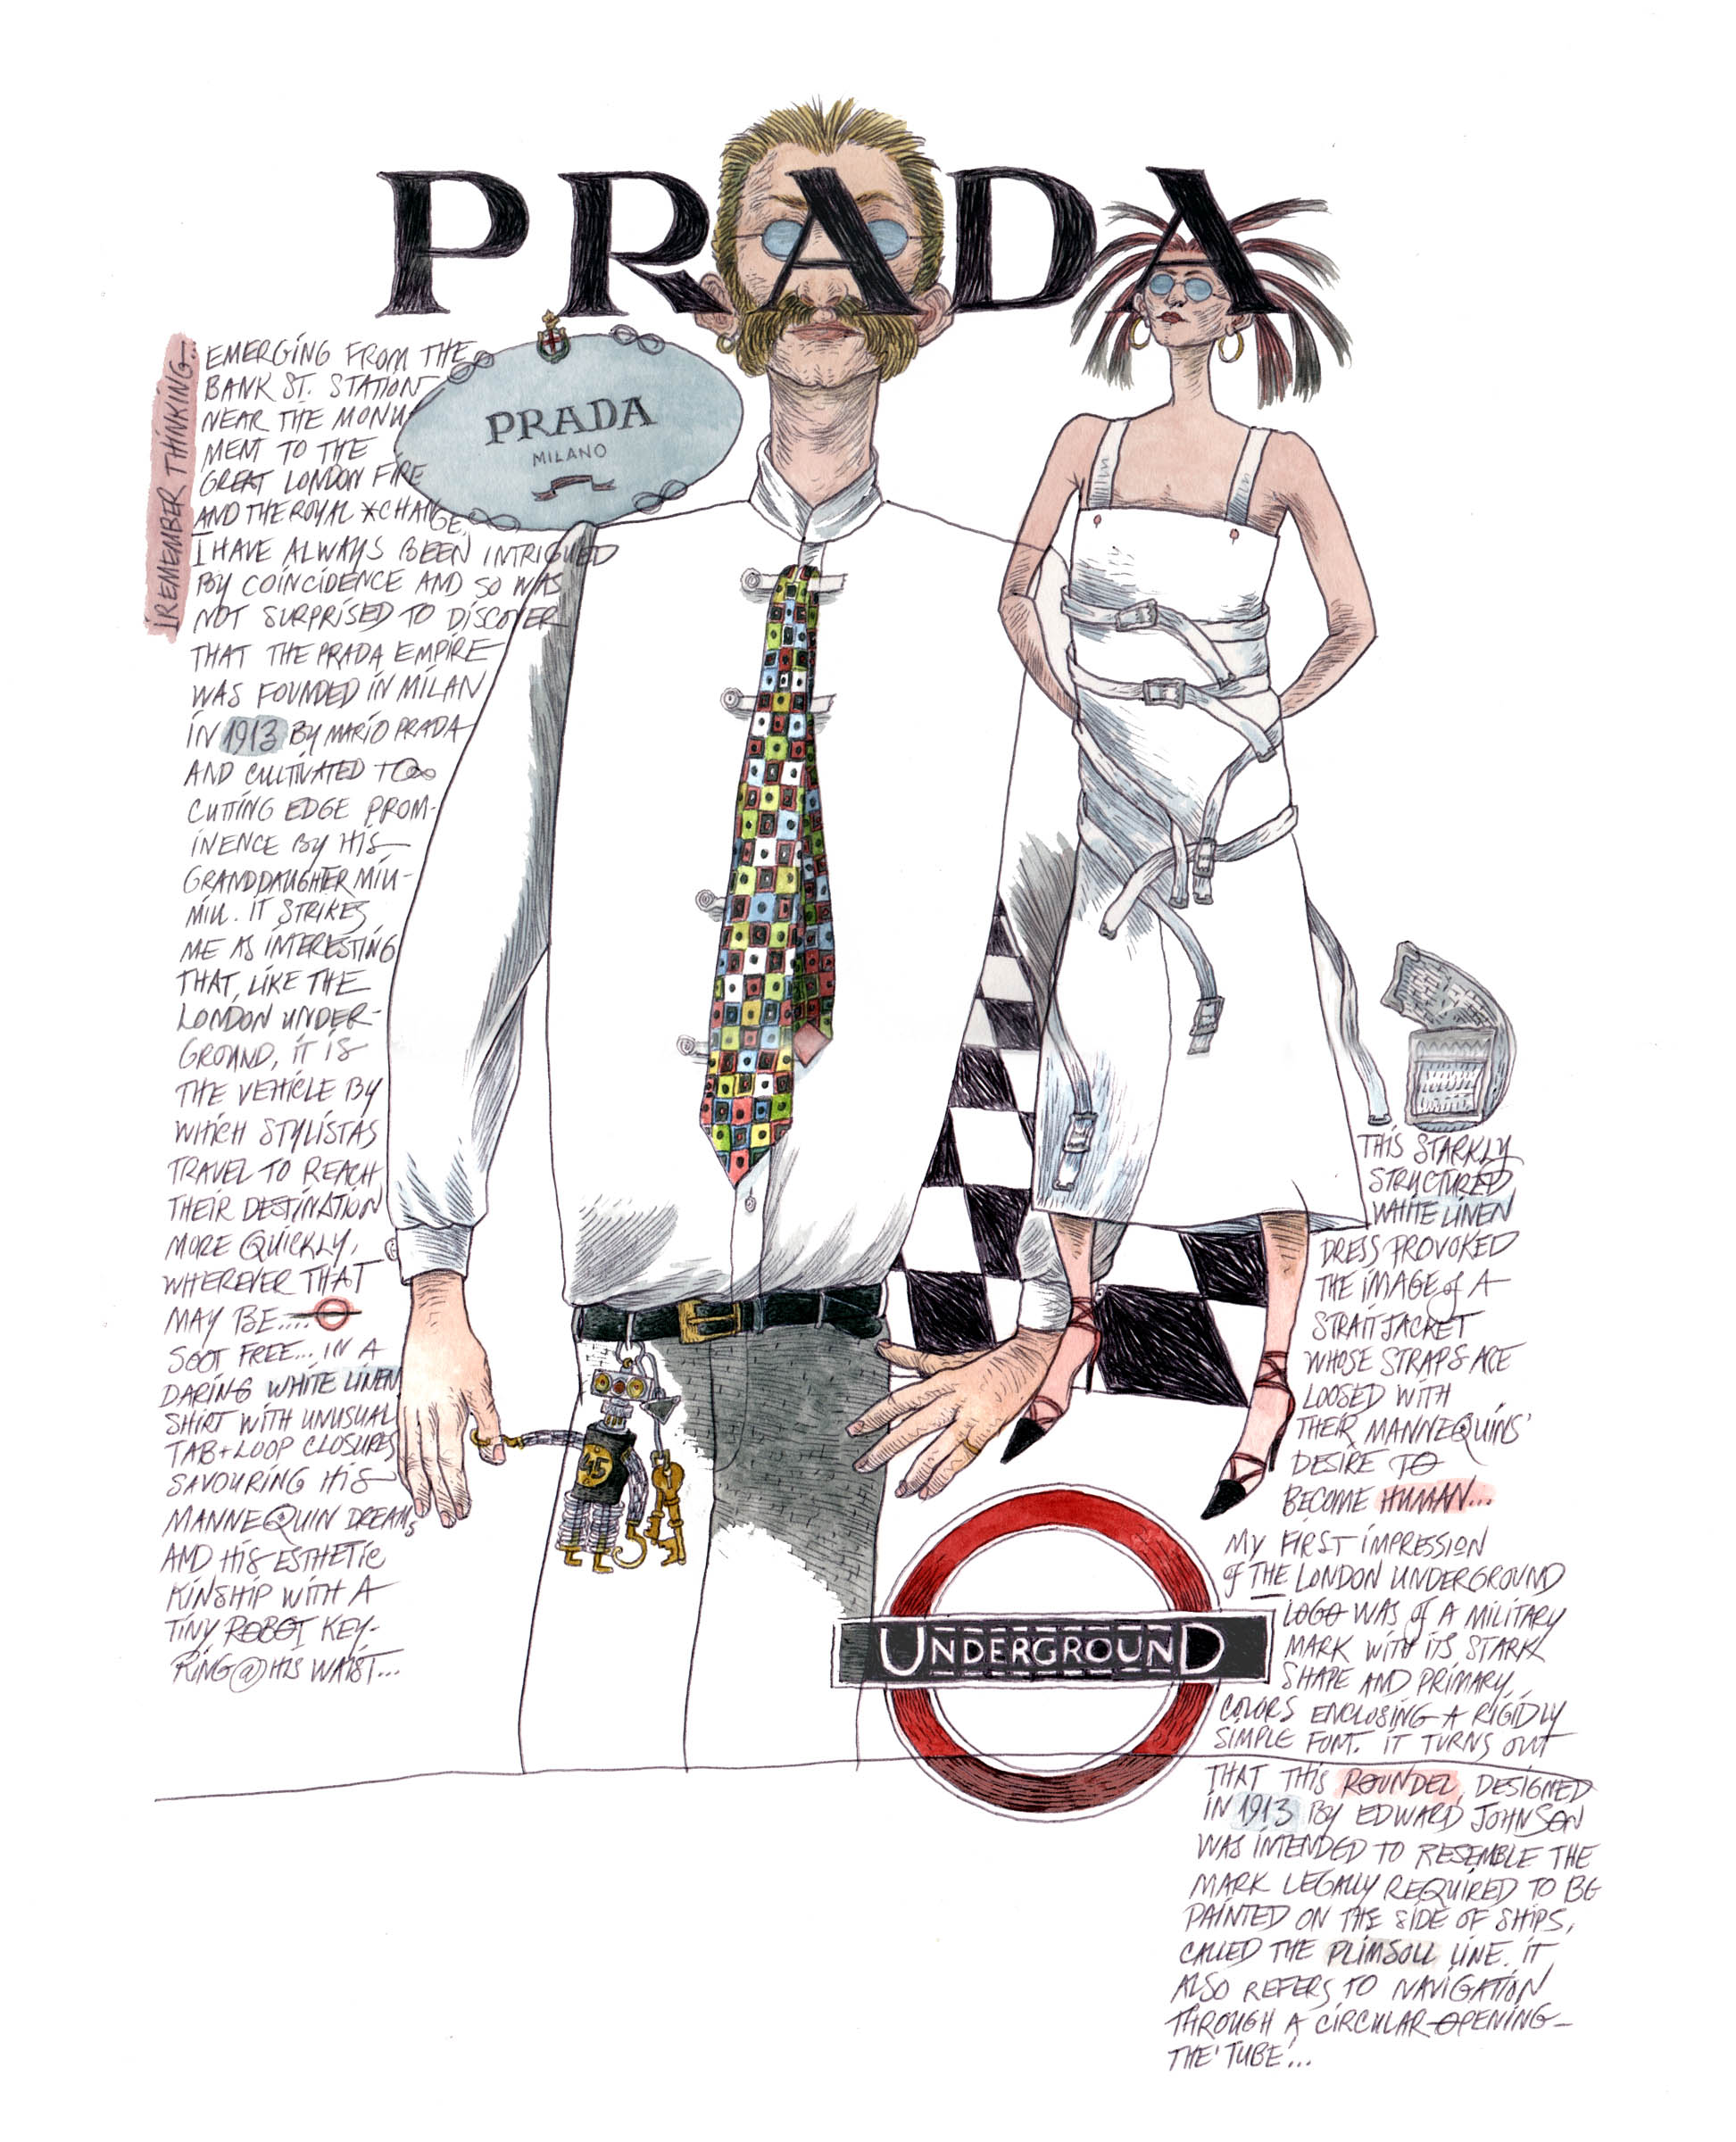 PRADA
PRADA
MILANO
I REMEMBER THINKING...
EMERGING FROM THE
BANK ST. STATION
NEAR THE MONU
MENT TO THE
GREAT LONDON FIRE
AND THE ROYAL *CHANGE,
I HAVE ALWAYS BEEN INTRIGUED
BY COINCIDENCE AND SO WAS
NOT SURPRISED TO DISCOVER
THAT THE PRADA EMPIRE
WAS FOUNDED IN MILAN
IN 1913 BY MARIO PRADA
AND CULTIVATED TO
CUTTING EDGE PROM-
INENCE BY HIS
GRANDDAUGHTER MIU-
MIU. IT STRIKES
ME AS INTERESTING
THAT, LIKE THE
LONDON UNDER-
GROUND, IT IS
THE VEHICLE BY
WHICH STYLISTAS
TRAVEL TO REACH
THEIR DESTINATION
MORE QUICKLY,
WHEREVER THAT
MAY BE....
SOOT FREE... IN A
DARING WHITE LINEN
SHIRT WITH UNUSUAL
TAB+LOOP CLOSURES
SAVOURING HIS
MANNEQUIN DREAMS
AND HIS ESTHETIC
KINSHIP WITH A
TINY ROBOT KEY-
RING @ HIS WAIST...
45
THIS STARKLY
STRUCTURED
WHITE LINEN
DRESS PROVOKED
THE IMAGE of A
STRAITJACKET
WHOSE STRAPS ARE
LOOSED WITH
THEIR MANNEQUINS'
DESIRE TO
BECOME HUMAN...
UNDERGROUND
MY FIRST IMPRESSION
of THE LONDON UNDERGROUND
LOGO WAS of A MILITARY
MARK WITH ITS STARK
SHAPE AND PRIMARY,
COLORS ENCLOSING A RIGIDLY
SIMPLE FONT. IT TURNS OUT
THAT THIS ROUNDEL, DESIGNED
IN 1913 BY EDWARD JOHNSON
WAS INTENDED TO RESEMBLE THE
MARK LEGALLY REQUIRED TO BE
PAINTED ON THE SIDE OF SHIPS,
CALLED THE PLIMSOLL LINE. IT
ALSO REFERS TO NAVIGATION
THROUGH A CIRCULAR OPENING-
THE 'TUBE'...